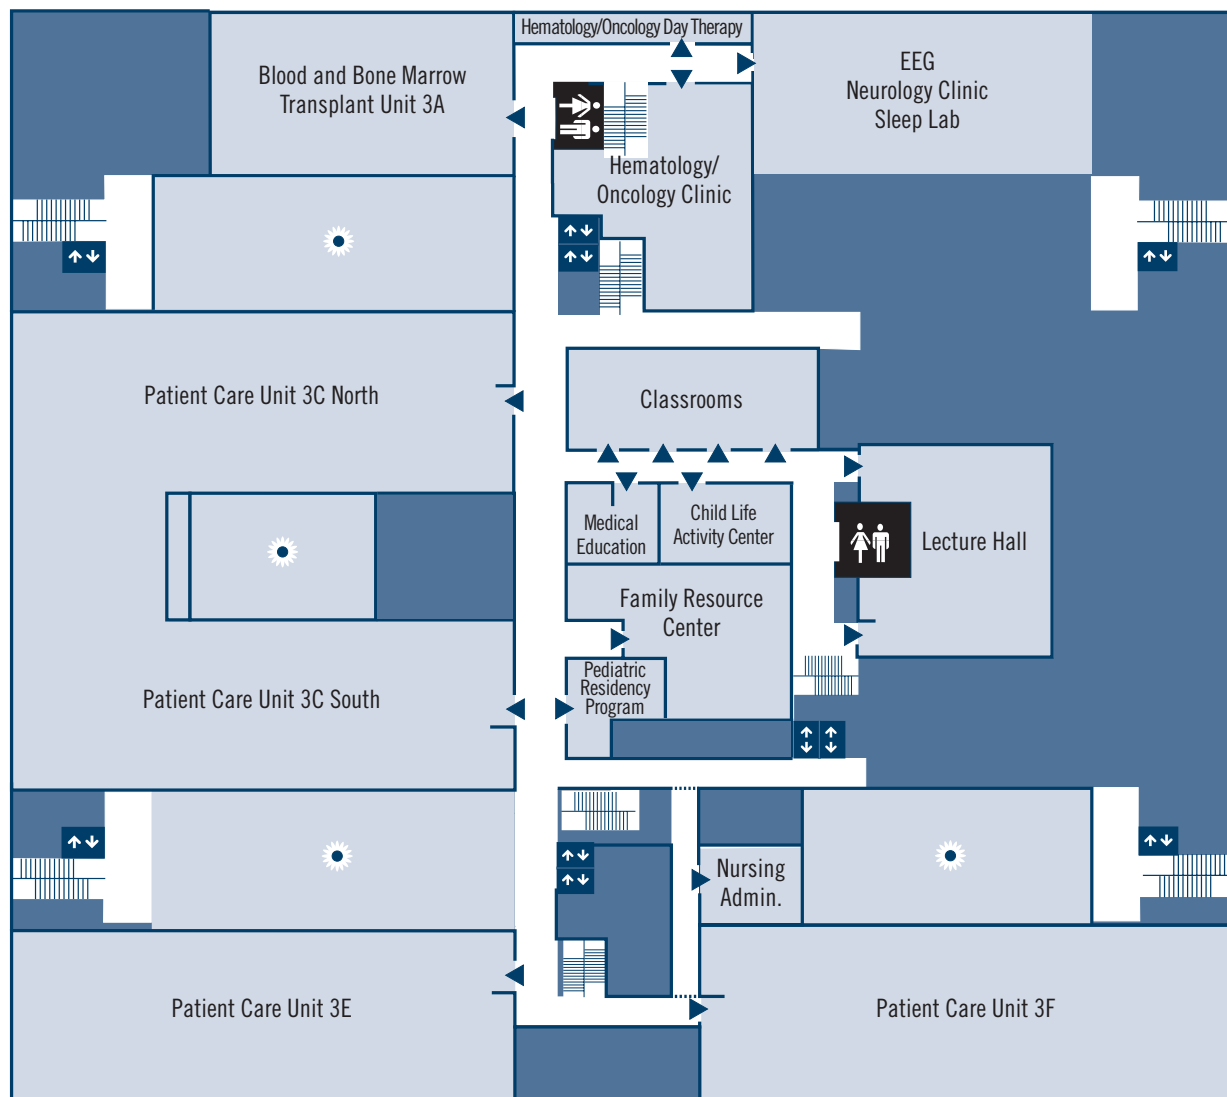 Hematology/Oncology Day Therapy
Blood and Bone Marrow
Transplant Unit 3A
EEG
Neurology Clinic
Sleep Lab
Hematology/
Oncology Clinic
Patient Care Unit 3C North
Classrooms
Medical
Education
Child Life
Activity Center
Lecture Hall
Family Resource
Center
Pediatric
Residency
Program
Patient Care Unit 3C South
Nursing
Admin.
Patient Care Unit 3E
Patient Care Unit 3F